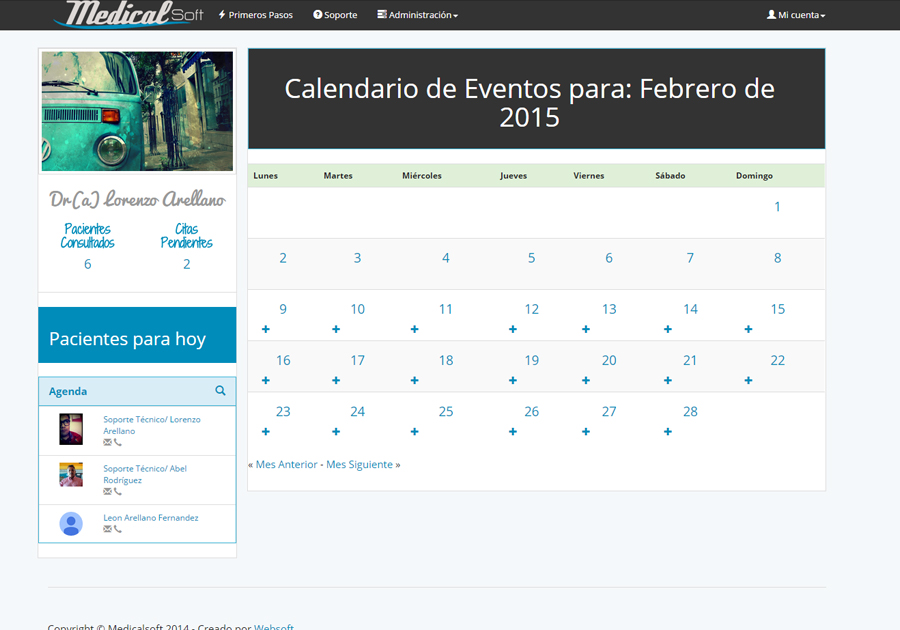 MedicalSoft Primeros Pasos Soporte Administración Mi cuenta
Calendario de Eventos para: Febrero de
2015
Dr(a) Lorenzo Arellano
Pacientes Consultados
6
Citas Pendientes
2
Pacientes para hoy
Agenda
Soporte Técnico/ Lorenzo
Arellano
Soporte Técnico/ Abel
Rodríguez
Leon Arellano Fernandez
Lunes Martes Miércoles Jueves Viernes Sábado Domingo
1
2 3 4 5 6 7 8
9 10 11 12 13 14 15
+ + + + + + +
16 17 18 19 20 21 22
+ + + + + + +
23 24 25 26 27 28
+ + + + + +
« Mes Anterior - Mes Siguiente »
Copyright © Medicalsoft 2014 - Creado por Websoft